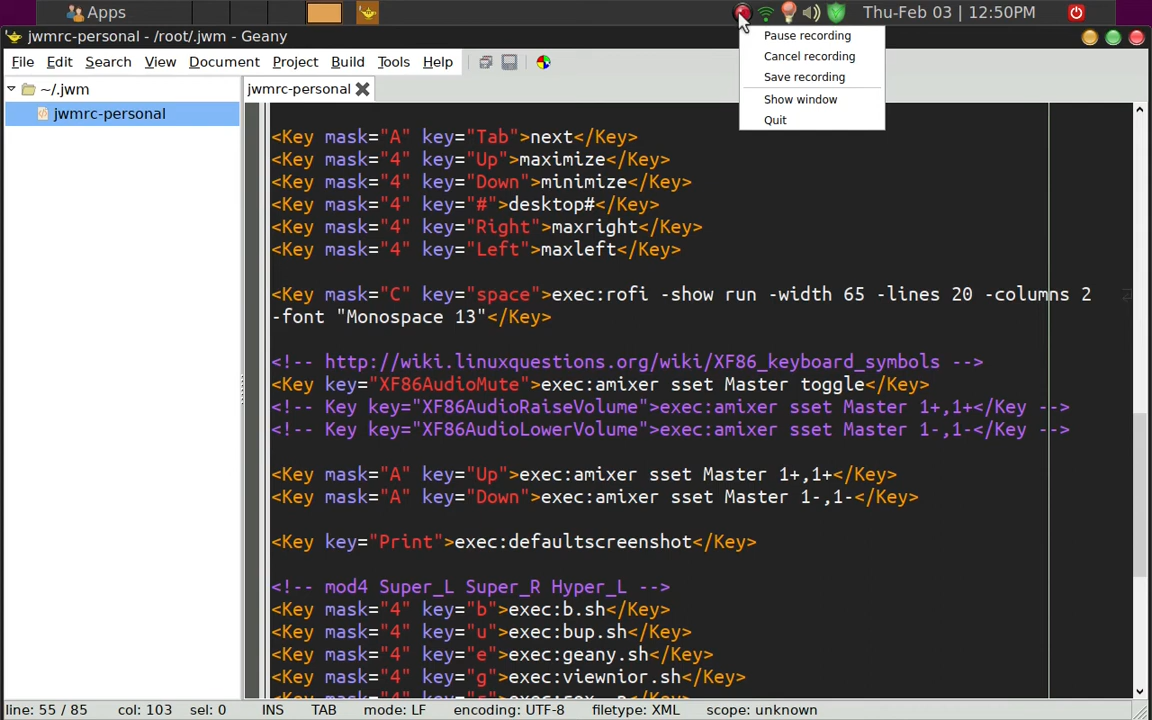 Apps
Thu-Feb 03 | 12:50PM
jwmrc-personal - /root/.jwm - Geany
Pause recording
Cancel recording
Save recording
Show window
Quit
File Edit Search View Document Project Build Tools Help
~/.jwm
jwmrc-personal
jwmrc-personal
<Key mask="A" key="Tab">next</Key>
<Key mask="4" key="Up">maximize</Key>
<Key mask="4" key="Down">minimize</Key>
<Key mask="4" key="#">desktop#</Key>
<Key mask="4" key="Right">maxright</Key>
<Key mask="4" key="Left">maxleft</Key>
<Key mask="C" key="space">exec:rofi -show run -width 65 -lines 20 -columns 2
-font "Monospace 13"</Key>
<!-- http://wiki.linuxquestions.org/wiki/XF86_keyboard_symbols -->
<Key key="XF86AudioMute">exec:amixer sset Master toggle</Key>
<!-- Key key="XF86AudioRaiseVolume">exec:amixer sset Master 1+,1+</Key -->
<!-- Key key="XF86AudioLowerVolume">exec:amixer sset Master 1-,1-</Key -->
<Key mask="A" key="Up">exec:amixer sset Master 1+,1+</Key>
<Key mask="A" key="Down">exec:amixer sset Master 1-,1-</Key>
<Key key="Print">exec:defaultscreenshot</Key>
<!-- mod4 Super_L Super_R Hyper_L -->
<Key mask="4" key="b">exec:b.sh</Key>
<Key mask="4" key="u">exec:bup.sh</Key>
<Key mask="4" key="e">exec:geany.sh</Key>
<Key mask="4" key="g">exec:viewnior.sh</Key>
line: 55 / 85 col: 103 sel: 0 INS TAB mode: LF encoding: UTF-8 filetype: XML scope: unknown